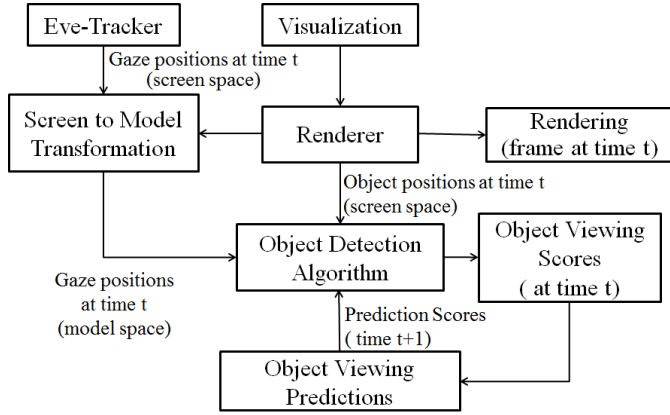 Eve-Tracker
Visualization
Gaze positions at time t
(screen space)
Screen to Model
Transformation
Renderer
Rendering
(frame at time t)
Object positions at time t
(screen space)
Object Detection
Algorithm
Object Viewing
Scores
( at time t)
Gaze positions
at time t
(model space)
Prediction Scores
( time t+1)
Object Viewing
Predictions